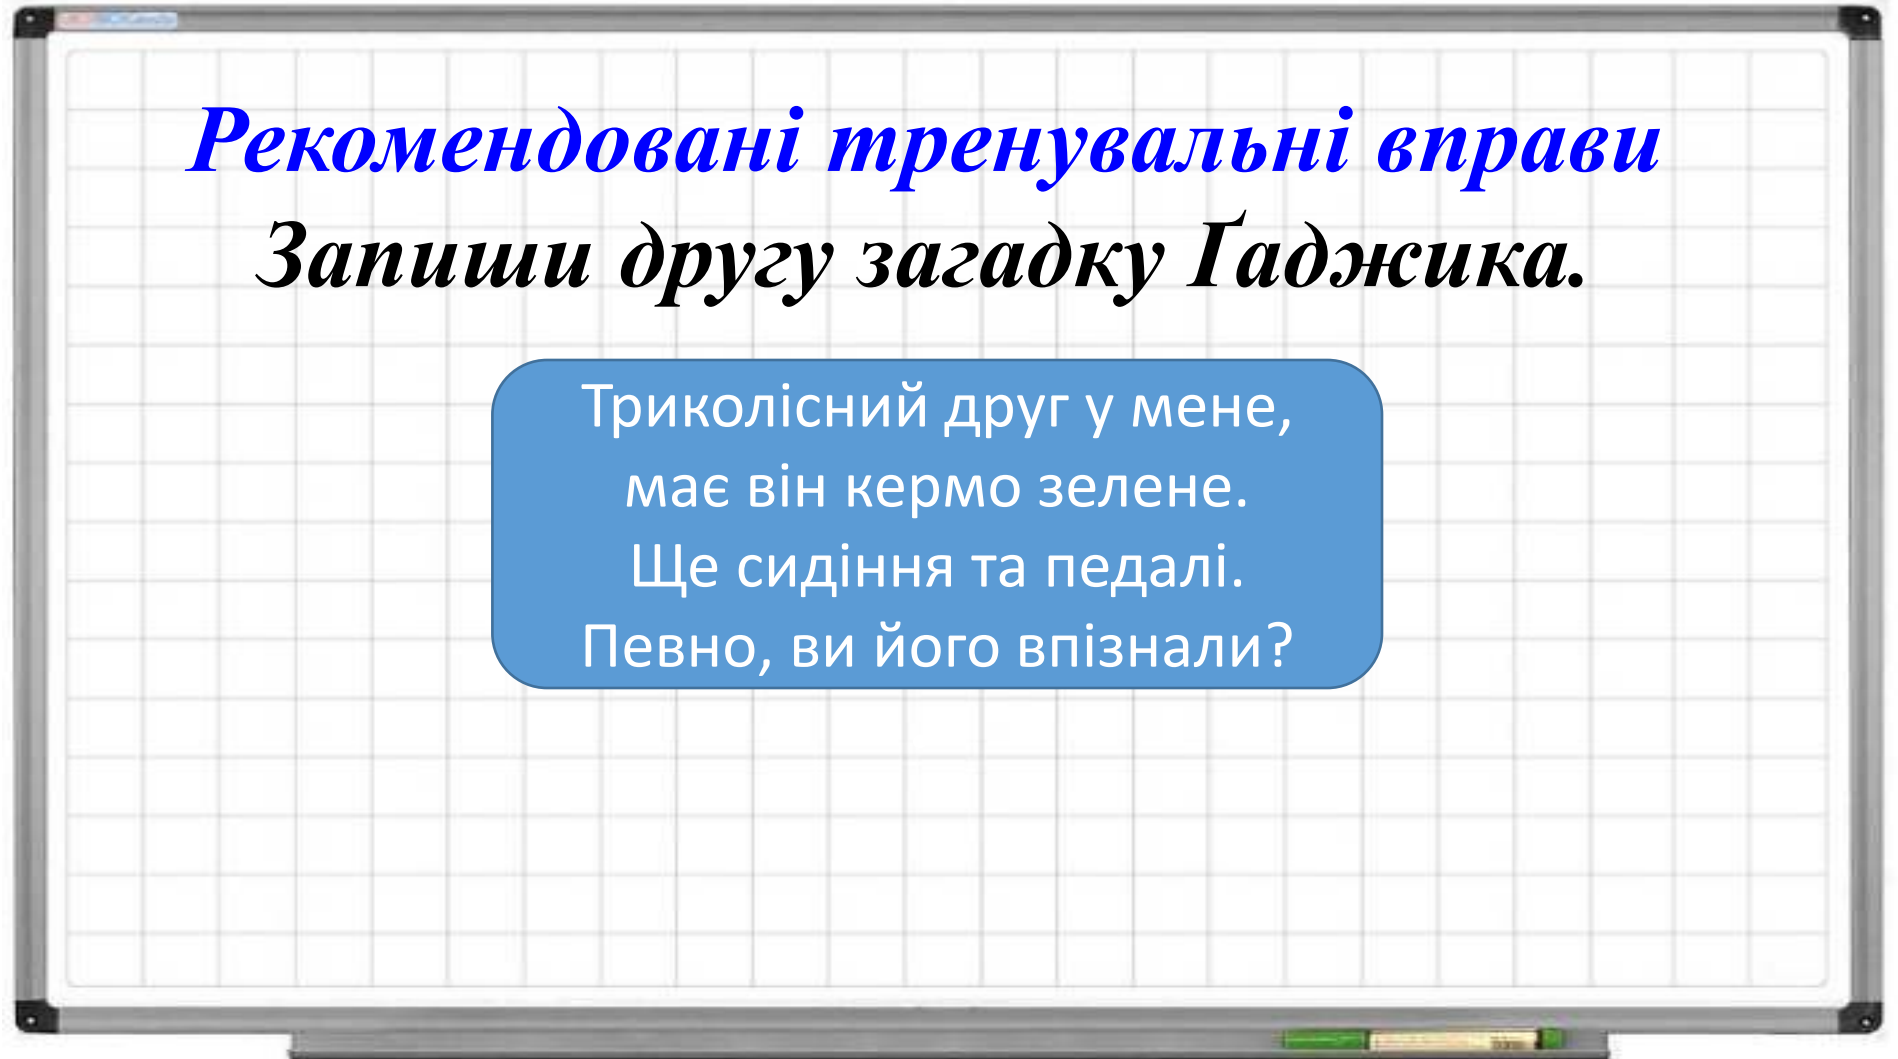 Рекомендовані тренувальні вправи
Запиши другу загадку Ґаджика.
Триколісний друг у мене,
має він кермо зелене.
Ще сидіння та педалі.
Певно, ви його впізнали?